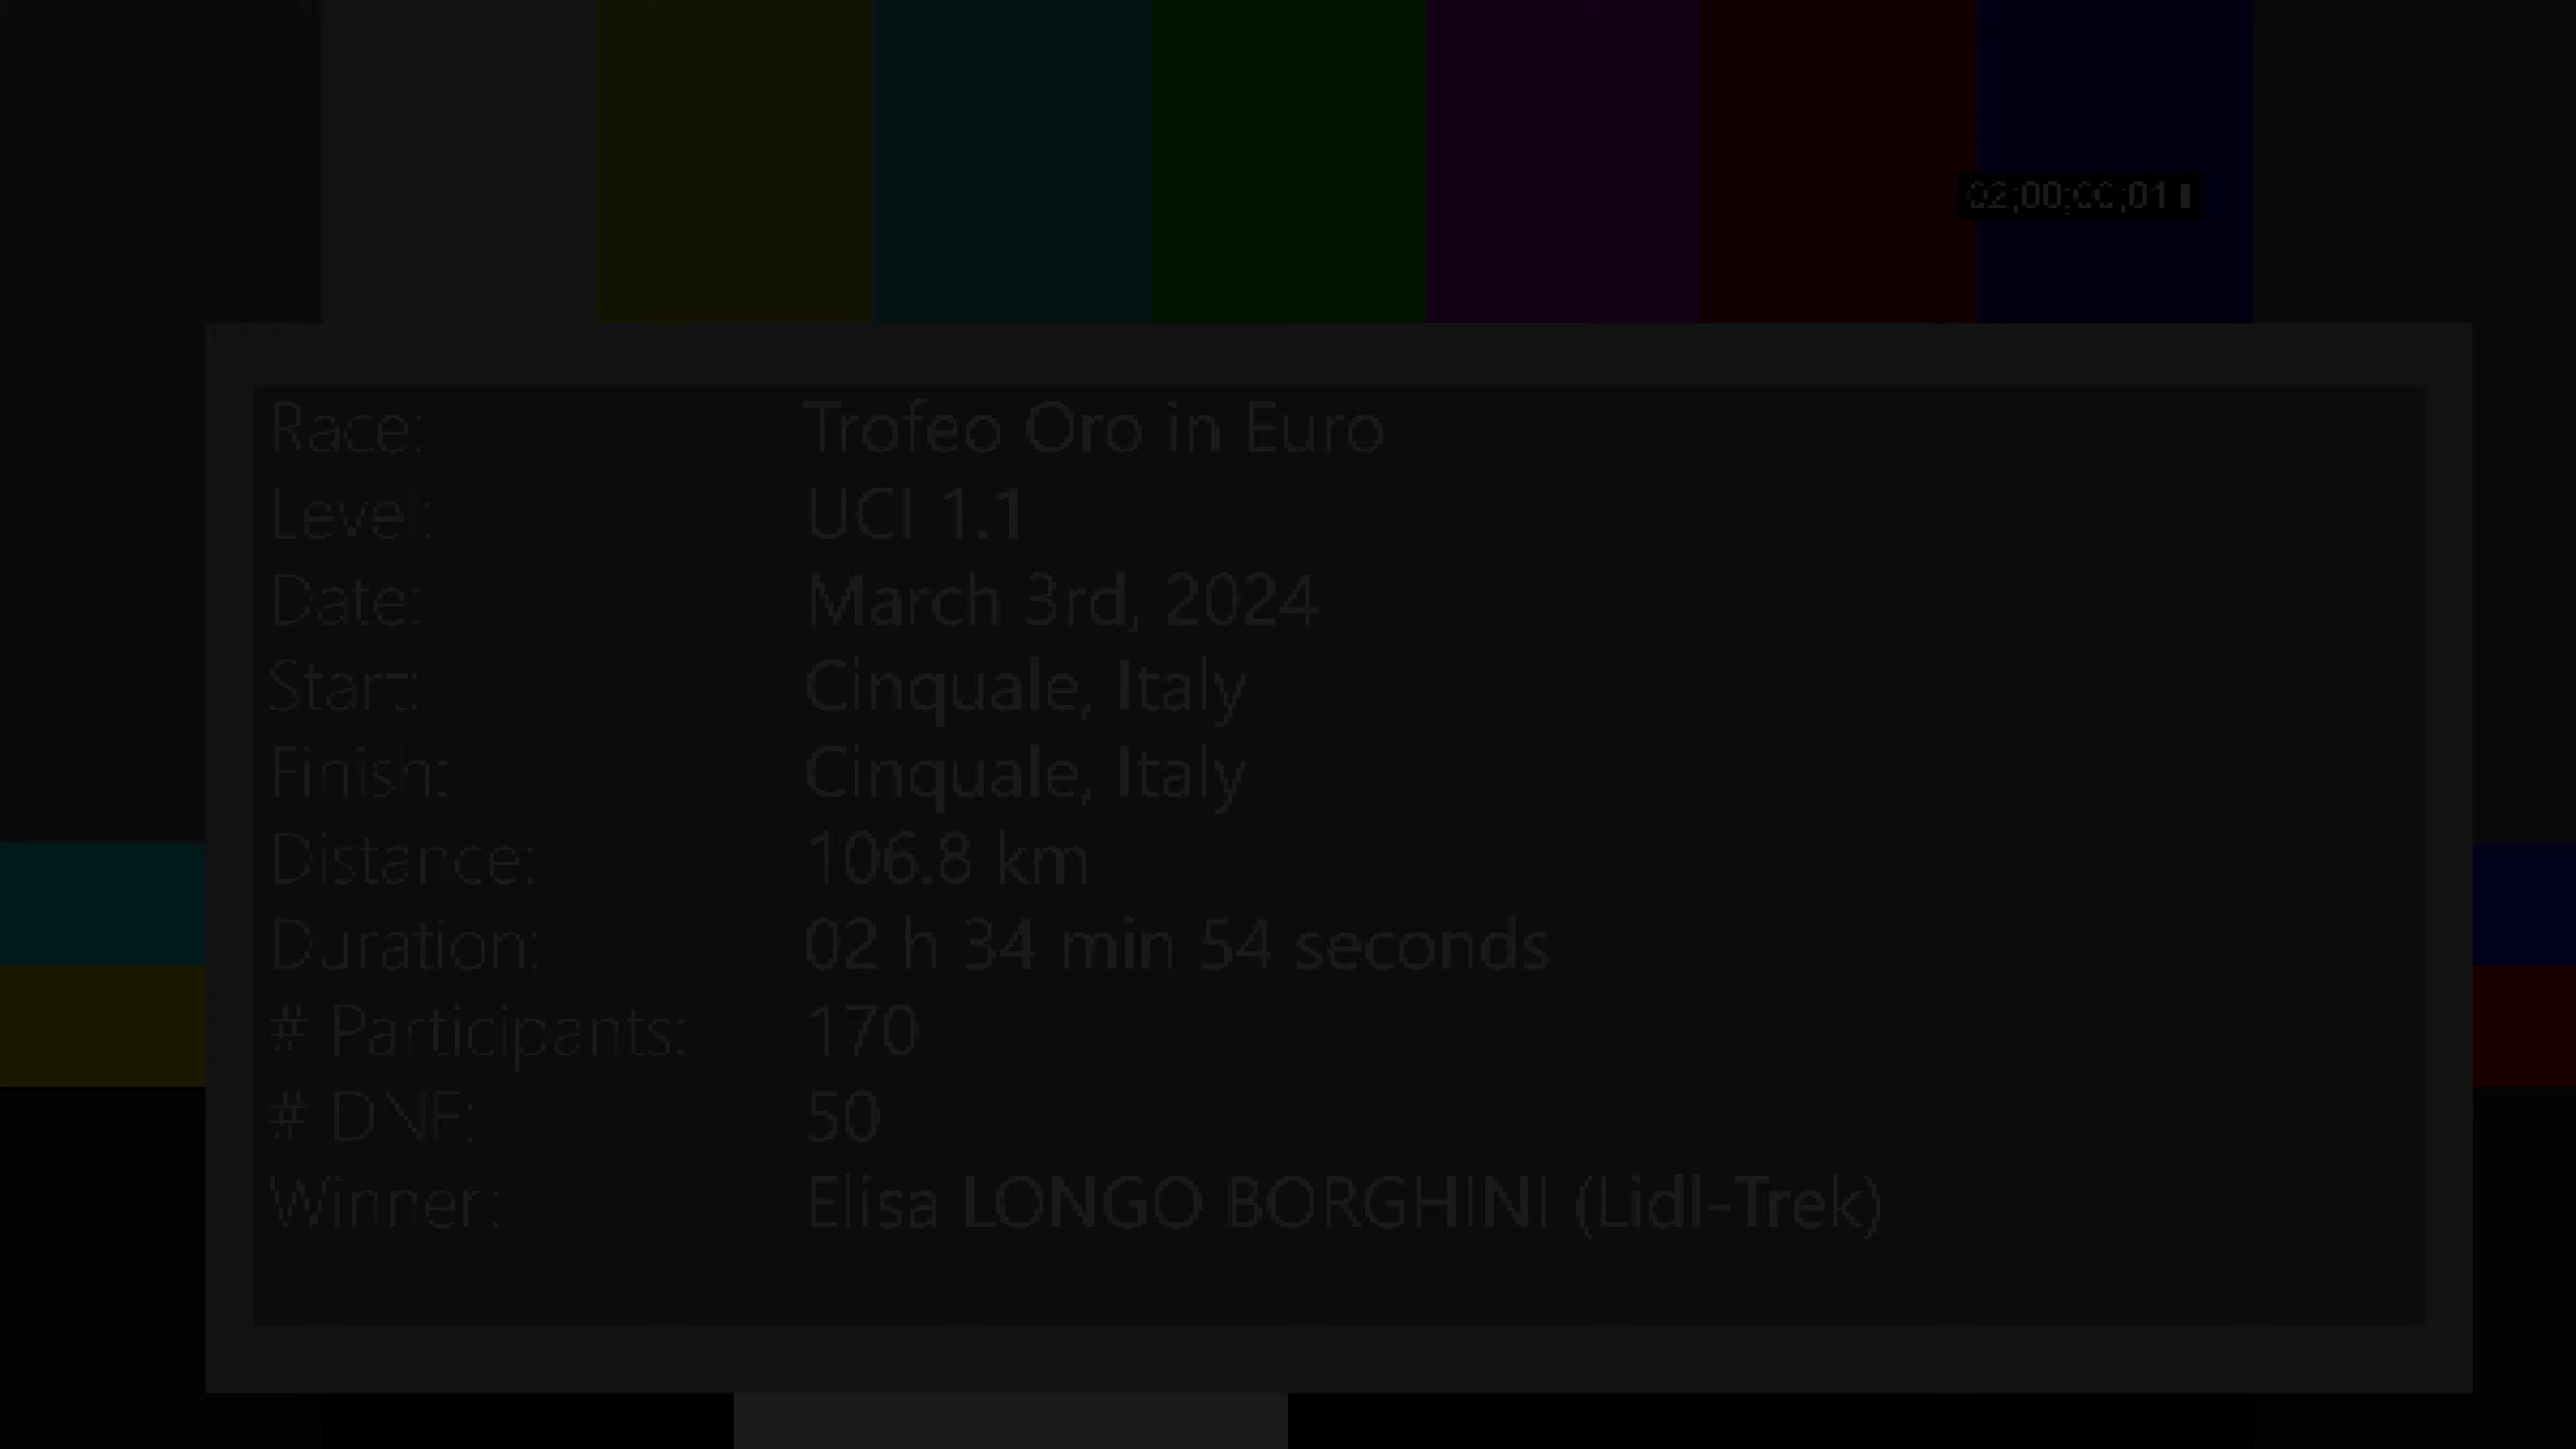 02;00;00;01
Race: Trofeo Oro in Euro
Level: UCI 1.1
Date: March 3rd, 2024
Start: Cinquale, Italy
Finish: Cinquale, Italy
Distance: 106.8 km
Duration: 02 h 34 min 54 seconds
# Participants: 170
# DNF: 50
Winner: Elisa LONGO BORGHINI (Lidl-Trek)